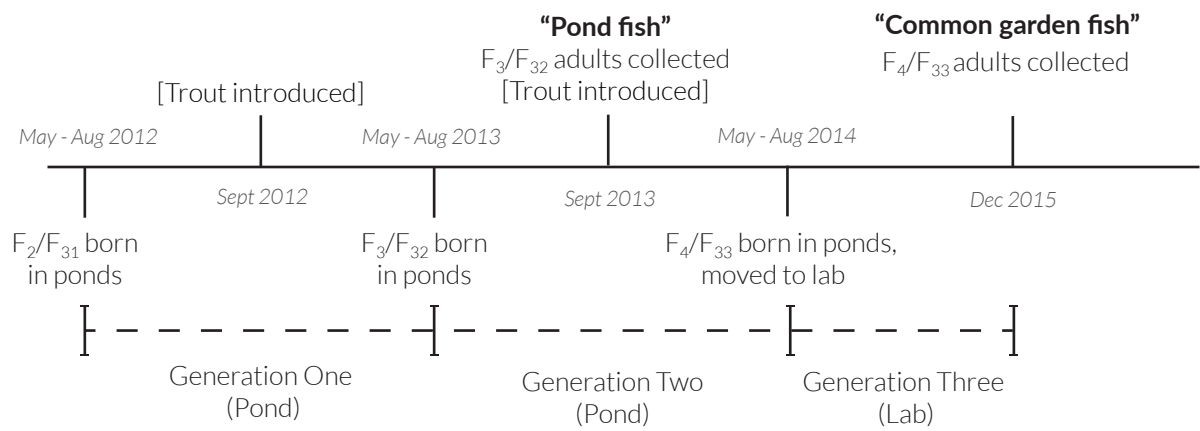 “Pond fish”
F₃/F₃₂ adults collected
[Trout introduced]
“Common garden fish”
F₄/F₃₃ adults collected
[Trout introduced]
May - Aug 2012
May - Aug 2013
May - Aug 2014
Sept 2012
Sept 2013
Dec 2015
F₂/F₃₁ born
in ponds
F₃/F₃₂ born
in ponds
F₄/F₃₃ born in ponds,
moved to lab
Generation One
(Pond)
Generation Two
(Pond)
Generation Three
(Lab)